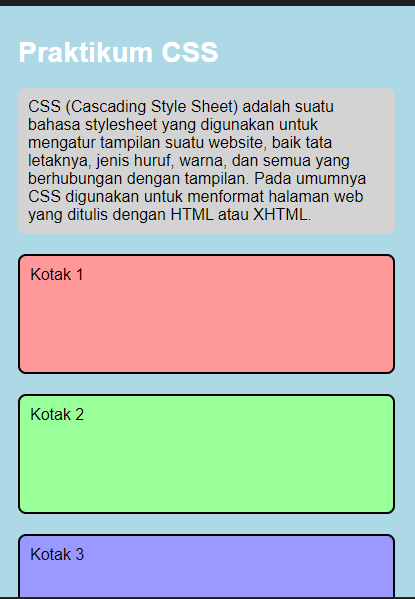 Praktikum CSS
CSS (Cascading Style Sheet) adalah suatu
bahasa stylesheet yang digunakan untuk
mengatur tampilan suatu website, baik tata
letaknya, jenis huruf, warna, dan semua yang
berhubungan dengan tampilan. Pada umumnya
CSS digunakan untuk menformat halaman web
yang ditulis dengan HTML atau XHTML.
Kotak 1
Kotak 2
Kotak 3